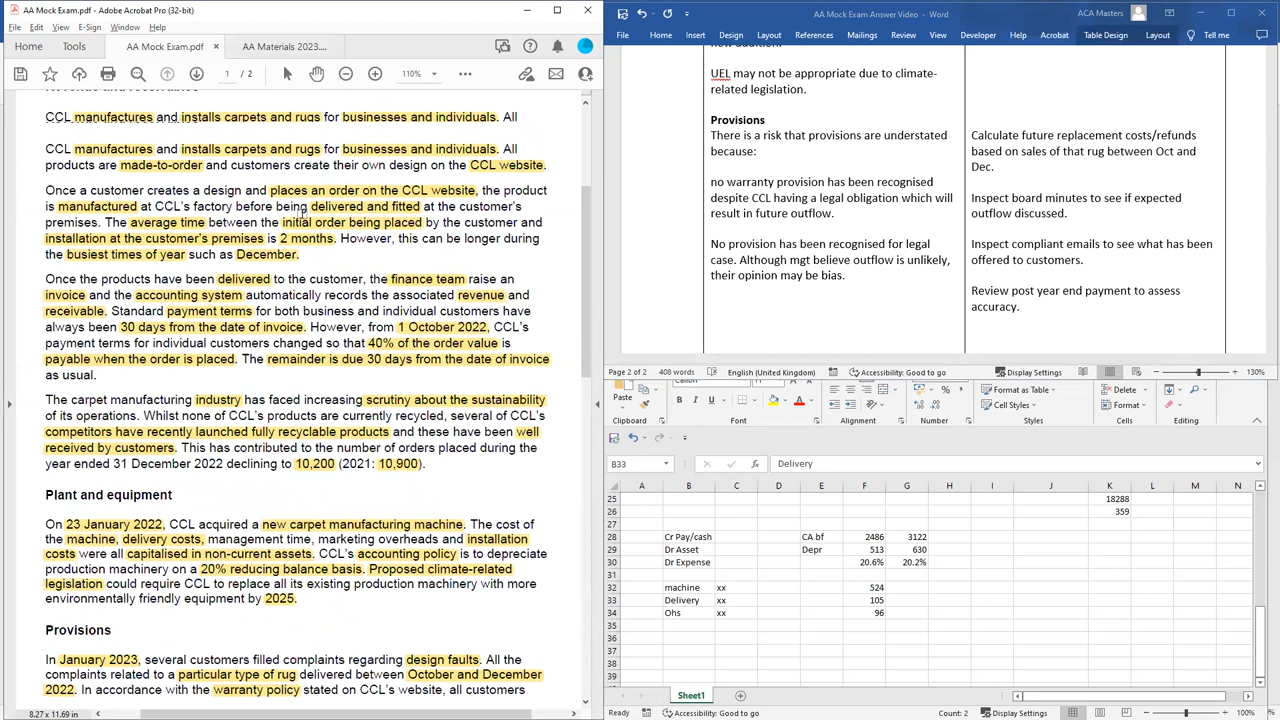 AA Mock Exam.pdf - Adobe Acrobat Pro (32-bit)
File Edit View E-Sign Window Help
Home Tools AA Mock Exam.pdf × AA Materials 2023....
1 / 2 110%
CCL manufactures and installs carpets and rugs for businesses and individuals. All
CCL manufactures and installs carpets and rugs for businesses and individuals. All
products are made-to-order and customers create their own design on the CCL website.
Once a customer creates a design and places an order on the CCL website, the product
is manufactured at CCL's factory before being delivered and fitted at the customer's
premises. The average time between the initial order being placed by the customer and
installation at the customer's premises is 2 months. However, this can be longer during
the busiest times of year such as December.
Once the products have been delivered to the customer, the finance team raise an
invoice and the accounting system automatically records the associated revenue and
receivable. Standard payment terms for both business and individual customers have
always been 30 days from the date of invoice. However, from 1 October 2022, CCL's
payment terms for individual customers changed so that 40% of the order value is
payable when the order is placed. The remainder is due 30 days from the date of invoice
as usual.
The carpet manufacturing industry has faced increasing scrutiny about the sustainability
of its operations. Whilst none of CCL's products are currently recycled, several of CCL's
competitors have recently launched fully recyclable products and these have been well
received by customers. This has contributed to the number of orders placed during the
year ended 31 December 2022 declining to 10,200 (2021: 10,900).
Plant and equipment
On 23 January 2022, CCL acquired a new carpet manufacturing machine. The cost of
the machine, delivery costs, management time, marketing overheads and installation
costs were all capitalised in non-current assets. CCL's accounting policy is to depreciate
production machinery on a 20% reducing balance basis. Proposed climate-related
legislation could require CCL to replace all its existing production machinery with more
environmentally friendly equipment by 2025.
Provisions
In January 2023, several customers filled complaints regarding design faults. All the
complaints related to a particular type of rug delivered between October and December
2022. In accordance with the warranty policy stated on CCL's website, all customers
8.27 x 11.69 in
AA Mock Exam Answer Video - Word
ACA Masters
File Home Insert Draw Design Layout References Mailings Review View Developer Help Acrobat Table Design Layout Tell me
UEL may not be appropriate due to climate-
related legislation.
Provisions
There is a risk that provisions are understated
because:
no warranty provision has been recognised
despite CCL having a legal obligation which will
result in future outflow.
No provision has been recognised for legal
case. Although mgt believe outflow is unlikely,
their opinion may be bias.
Calculate future replacement costs/refunds
based on sales of that rug between Oct and
Dec.
Inspect board minutes to see if expected
outflow discussed.
Inspect compliant emails to see what has been
offered to customers.
Review post year end payment to assess
accuracy.
Page 2 of 2 408 words English (United Kingdom) Accessibility: Good to go Display Settings 130%
Paste Calibri 11 B I U A % Format as Table Cell Styles Delete Format
Clipboard Font Alignment Number Styles Cells Editing
B33 fx Delivery
A B C D E F G H I J K L M N
25 18288
26 359
27
28 Cr Pay/cash CA bf 2486 3122
29 Dr Asset Depr 513 630
30 Dr Expense 20.6% 20.2%
31
32 machine xx 524
33 Delivery xx 105
34 Ohs xx 96
35
36
37
38
39
Sheet1
Ready Accessibility: Good to go Count: 2 Display Settings 100%